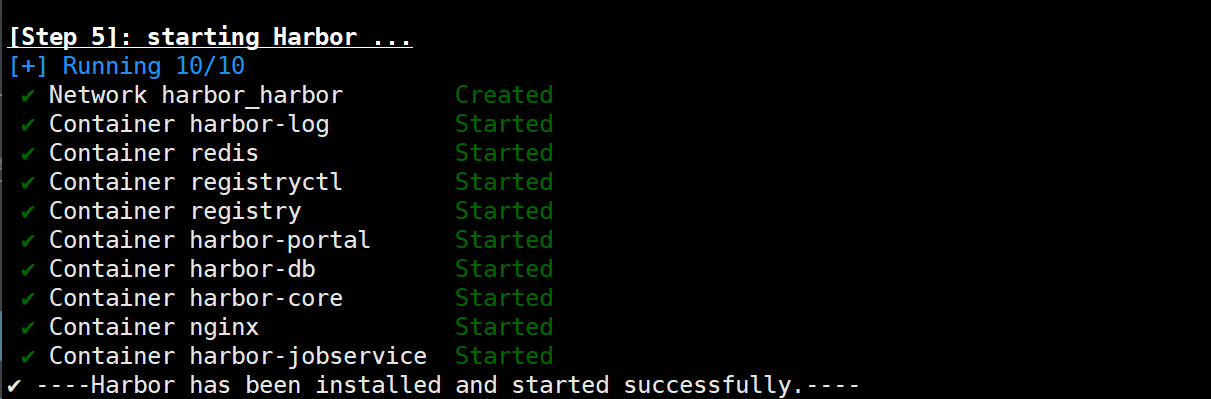 [Step 5]: starting Harbor ...
[+] Running 10/10
✔ Network harbor_harbor Created
✔ Container harbor-log Started
✔ Container redis Started
✔ Container registryctl Started
✔ Container registry Started
✔ Container harbor-portal Started
✔ Container harbor-db Started
✔ Container harbor-core Started
✔ Container nginx Started
✔ Container harbor-jobservice Started
✔ ----Harbor has been installed and started successfully.----